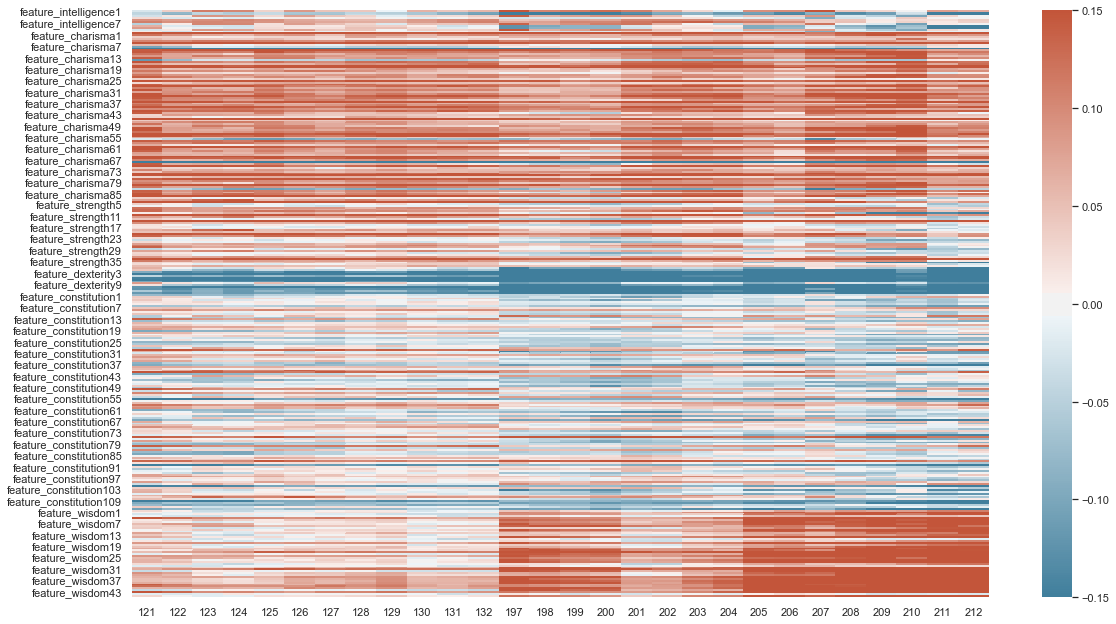 feature_intelligence1
feature_intelligence7
feature_charisma1
feature_charisma7
feature_charisma13
feature_charisma19
feature_charisma25
feature_charisma31
feature_charisma37
feature_charisma43
feature_charisma49
feature_charisma55
feature_charisma61
feature_charisma67
feature_charisma73
feature_charisma79
feature_charisma85
feature_strength5
feature_strength11
feature_strength17
feature_strength23
feature_strength29
feature_strength35
feature_dexterity3
feature_dexterity9
feature_constitution1
feature_constitution7
feature_constitution13
feature_constitution19
feature_constitution25
feature_constitution31
feature_constitution37
feature_constitution43
feature_constitution49
feature_constitution55
feature_constitution61
feature_constitution67
feature_constitution73
feature_constitution79
feature_constitution85
feature_constitution91
feature_constitution97
feature_constitution103
feature_constitution109
feature_wisdom1
feature_wisdom7
feature_wisdom13
feature_wisdom19
feature_wisdom25
feature_wisdom31
feature_wisdom37
feature_wisdom43
121 122 123 124 125 126 127 128 129 130 131 132 197 198 199 200 201 202 203 204 205 206 207 208 209 210 211 212
0.15
0.10
0.05
0.00
−0.05
−0.10
−0.15